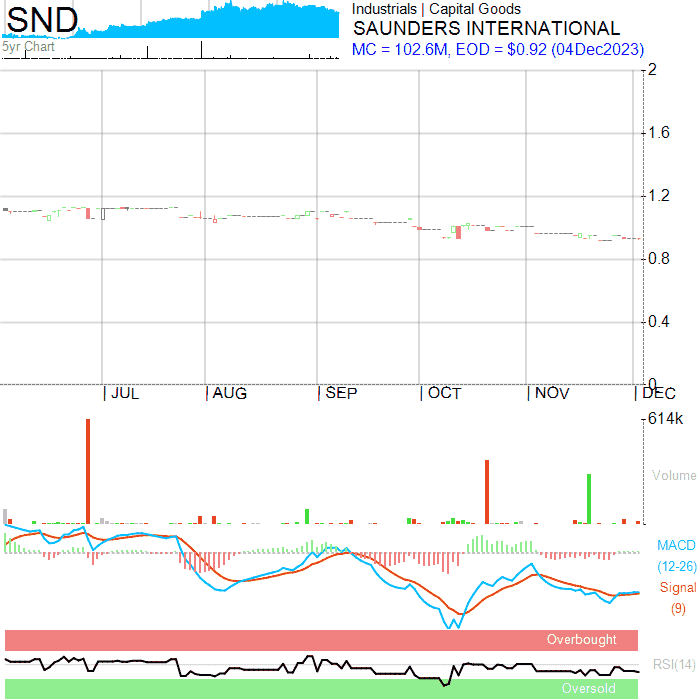 SND
5yr Chart
Industrials | Capital Goods
SAUNDERS INTERNATIONAL
MC = 102.6M, EOD = $0.92 (04Dec2023)
2
1.6
1.2
0.8
0.4
0
| JUL | AUG | SEP | OCT | NOV | DEC
614k
Volume
MACD
(12-26)
Signal
(9)
Overbought
RSI(14)
Oversold